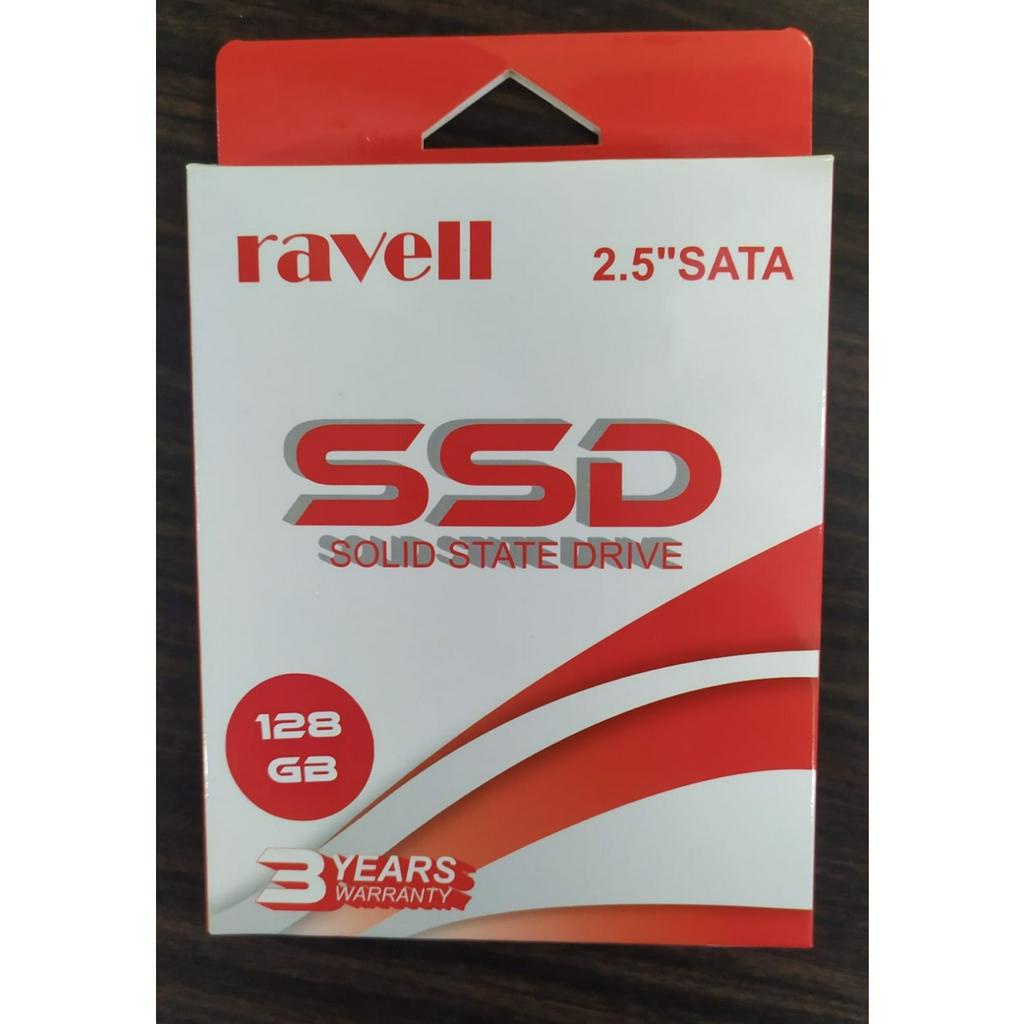 ravell
2.5"SATA
SSD
SOLID STATE DRIVE
128
GB
3 YEARS
WARRANTY